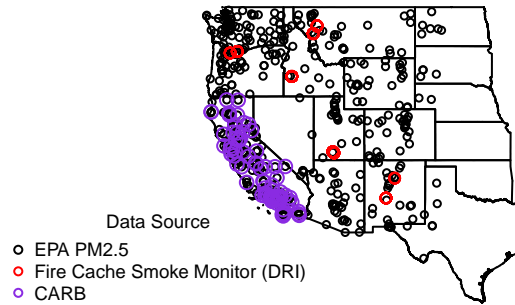 Data Source
EPA PM2.5
Fire Cache Smoke Monitor (DRI)
CARB